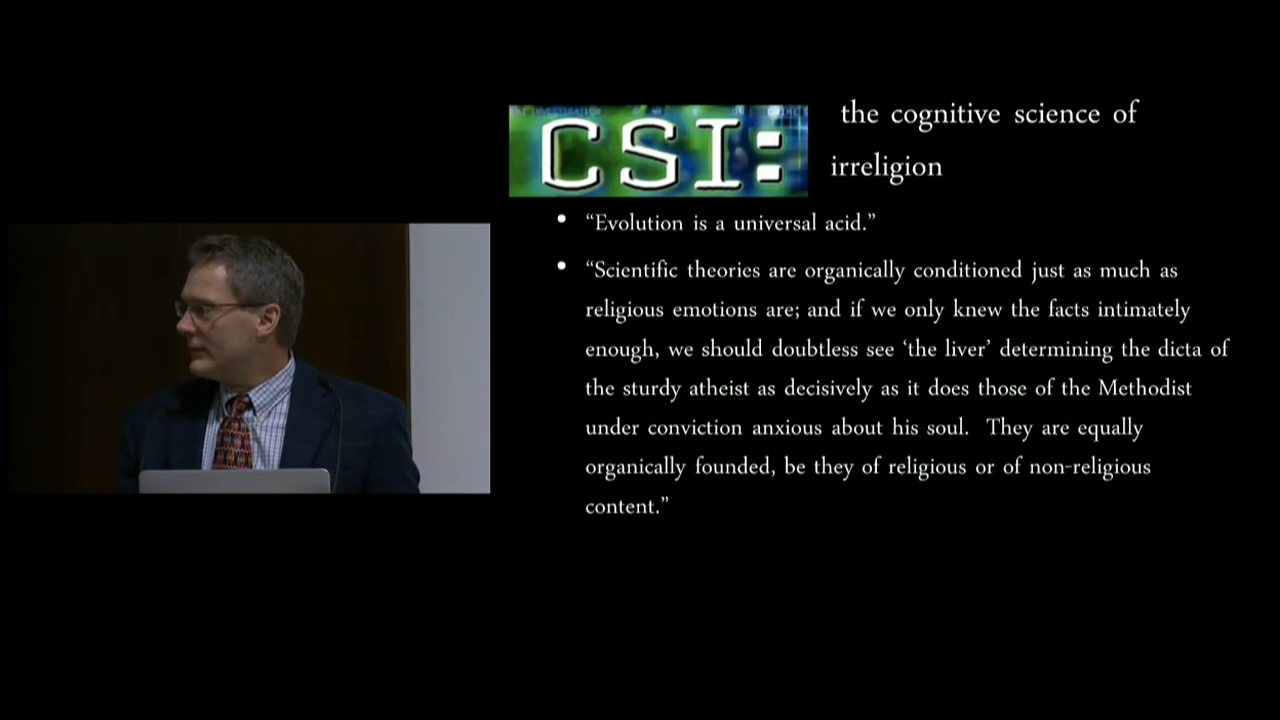 CSI: the cognitive science of
irreligion
• “Evolution is a universal acid.”
• “Scientific theories are organically conditioned just as much as
religious emotions are; and if we only knew the facts intimately
enough, we should doubtless see ‘the liver’ determining the dicta of
the sturdy atheist as decisively as it does those of the Methodist
under conviction anxious about his soul. They are equally
organically founded, be they of religious or of non-religious
content.”